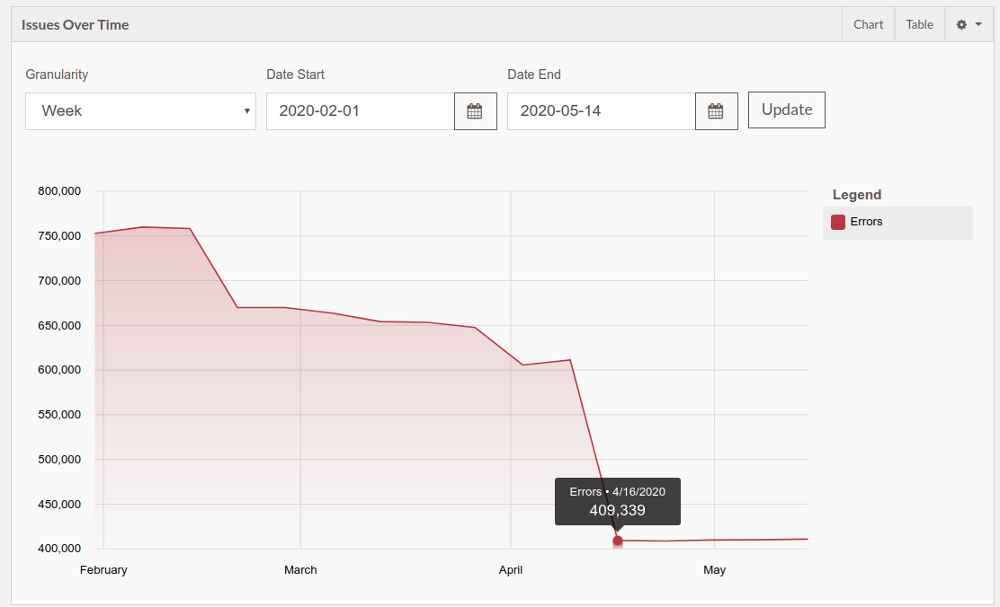 Issues Over Time
Chart
Table
Granularity
Date Start
Date End
Week
2020-02-01
2020-05-14
Update
800,000
750,000
700,000
650,000
600,000
550,000
500,000
450,000
400,000
Errors • 4/16/2020
409,339
February
March
April
May
Legend
Errors